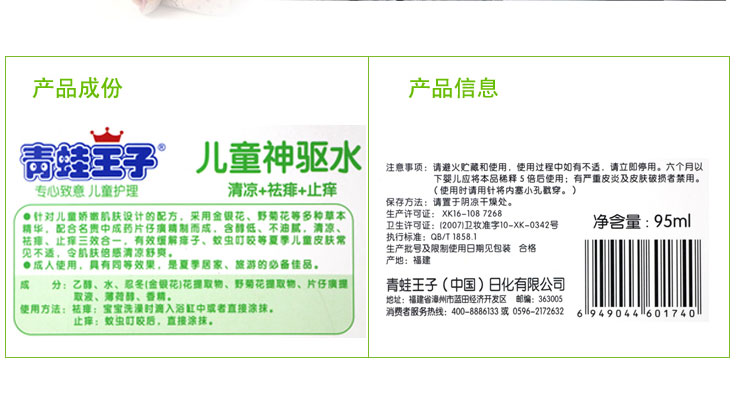 产品成份
青蛙王子®
专心致意 儿童护理
儿童神驱水
清凉+祛痱+止痒
●针对儿童娇嫩肌肤设计的配方，采用金银花、野菊花等多种草本
精华，配合名贵中成药片仔癀精制而成，含醇低、不油腻，清凉、
祛痱、止痒三效合一，有效缓解痱子、蚊虫叮咬等夏季儿童皮肤常
见不适，令肌肤倍感清凉舒爽。
●成人使用，具有同等效果，是夏季居家、旅游的必备佳品。
成　　分：乙醇、水、忍冬(金银花)花提取物、野菊花提取物、片仔癀提
取液、薄荷醇、香精。
使用方法：祛痱：宝宝洗澡时滴入浴缸中或者直接涂抹。
止痒：蚊虫叮咬后，直接涂抹。
产品信息
注意事项：请避火贮藏和使用，使用过程中如有不适，请立即停用。六个月以
下婴儿应将本品稀释 5 倍后使用；有严重皮炎及皮肤破损者禁用。
（使用时请用针将内塞小孔戳穿。）
保存方法：请置于阴凉干燥处。
生产许可证： XK16-108 7268
卫生许可证：(2007)卫妆准字10-XK-0342号
执行标准：QB/T 1858.1
生产批号及限制使用日期见包装　合格
产地：福建
净含量：95ml
青蛙王子（中国）日化有限公司
地址：福建省漳州市蓝田经济开发区　邮编：363005
消费者服务热线：400-8886133 或 0596-2172632
6 949044 601740